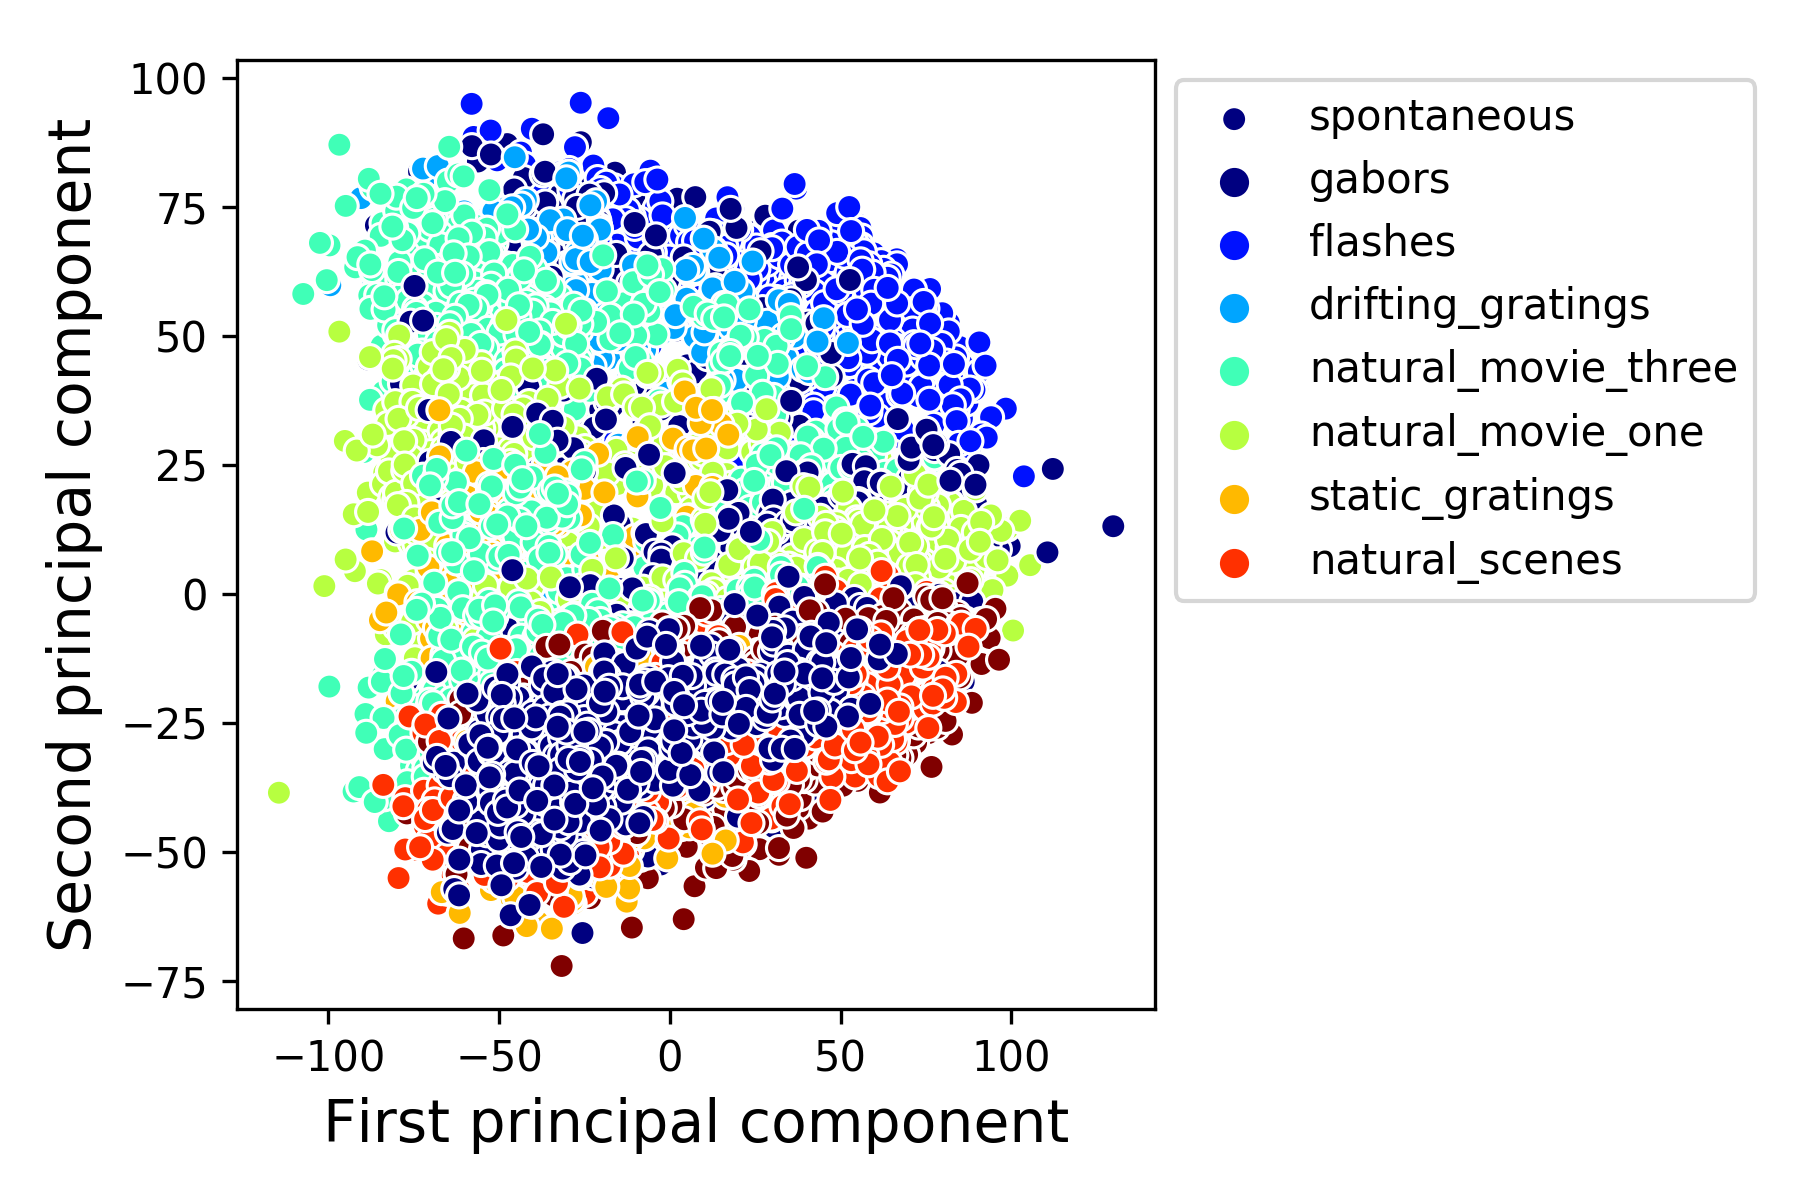 100
75
50
25
0
−25
−50
−75
Second principal component
−100
−50
0
50
100
First principal component
spontaneous
gabors
flashes
drifting_gratings
natural_movie_three
natural_movie_one
static_gratings
natural_scenes